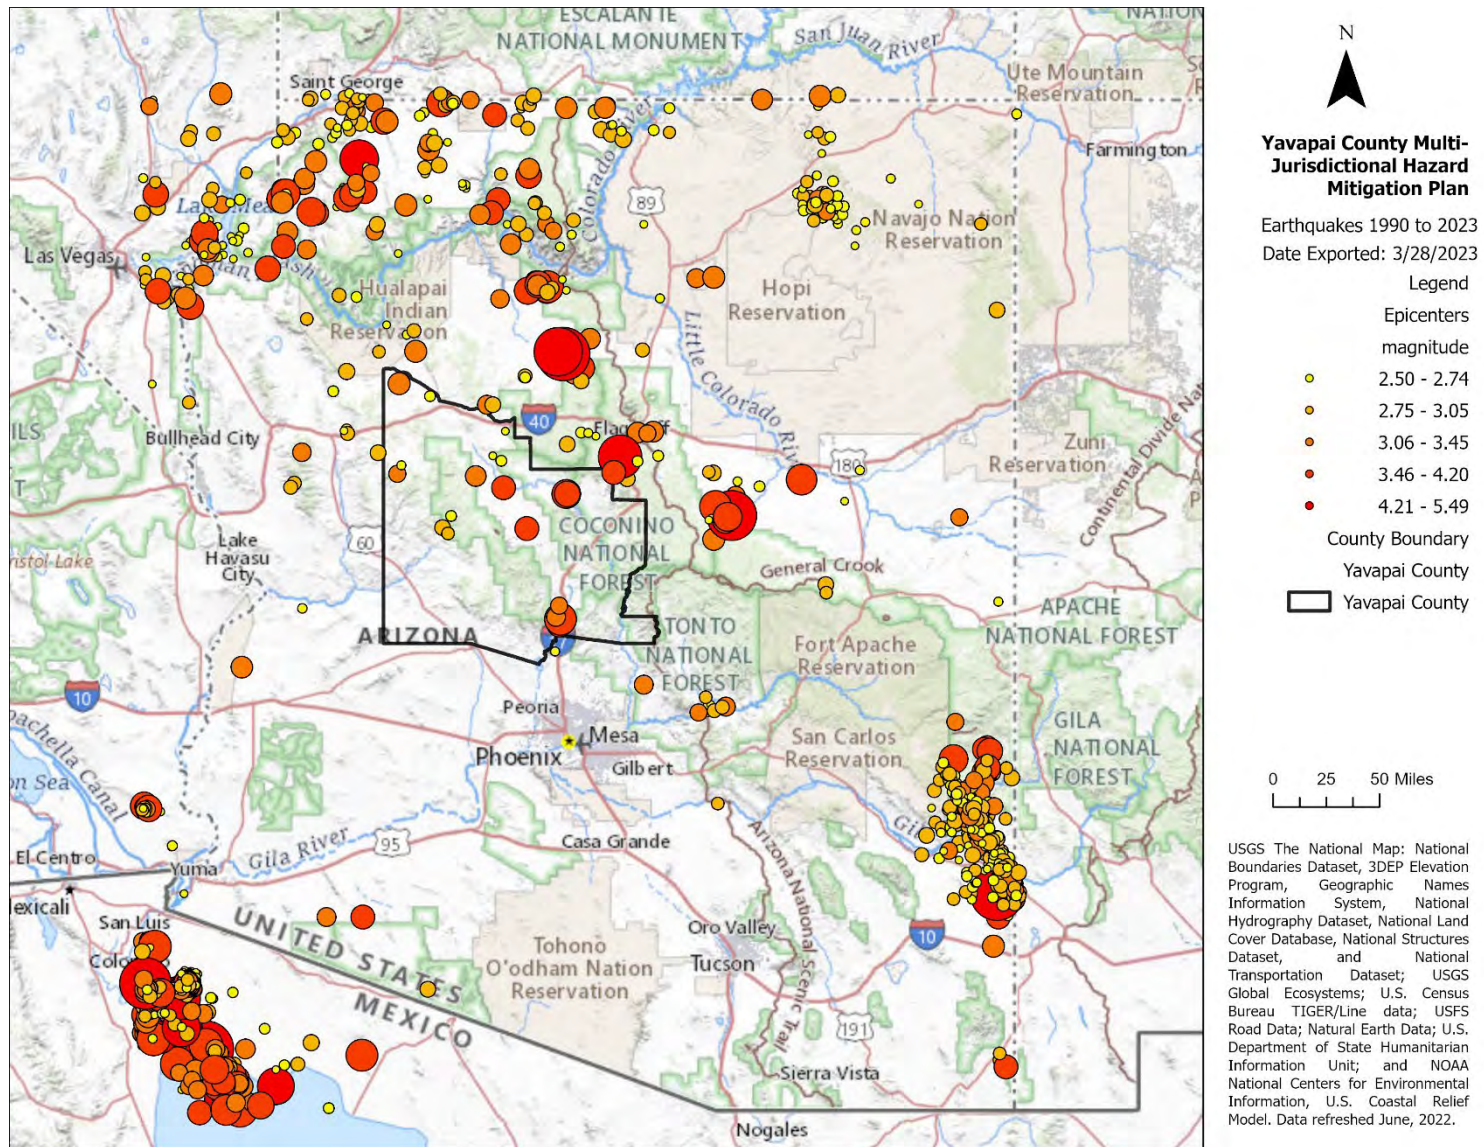 ESCALANTE
NATIONAL MONUMENT
NATION
San Juan River
Saint George
Ute Mountain
Reservation
Colorado River
Farmington
89
Navajo Nation
Reservation
Las Vegas
Hualapai
Indian
Reservation
Hopi
Reservation
Little Colorado River
40
Bullhead City
180
Zuni
Reservation
Continental Divide
ILS
T
Lake
Havasu
City
60
COCONINO
NATIONAL
FOREST
General Crook
APACHE
NATIONAL FOREST
ARIZONA
TONTO
NATIONAL
FOREST
Fort Apache
Reservation
10
Peoria
Mesa
Phoenix
Gilbert
San Carlos
Reservation
GILA
NATIONAL
FOREST
Casa Grande
El Centro
Gila River
95
Yuma
San Luis
UNITED STATES
MEXICO
Tohono
O'odham Nation
Reservation
Oro Valley
Tucson
10
Arizona National Scenic Trail
191
Sierra Vista
Nogales
N
Yavapai County Multi-
Jurisdictional Hazard
Mitigation Plan
Earthquakes 1990 to 2023
Date Exported: 3/28/2023
Legend
Epicenters
magnitude
2.50 - 2.74
2.75 - 3.05
3.06 - 3.45
3.46 - 4.20
4.21 - 5.49
County Boundary
Yavapai County
Yavapai County
0 25 50 Miles
USGS The National Map: National
Boundaries Dataset, 3DEP Elevation
Program, Geographic Names
Information System, National
Hydrography Dataset, National Land
Cover Database, National Structures
Dataset, and National
Transportation Dataset; USGS
Global Ecosystems; U.S. Census
Bureau TIGER/Line data; USFS
Road Data; Natural Earth Data; U.S.
Department of State Humanitarian
Information Unit; and NOAA
National Centers for Environmental
Information, U.S. Coastal Relief
Model. Data refreshed June, 2022.